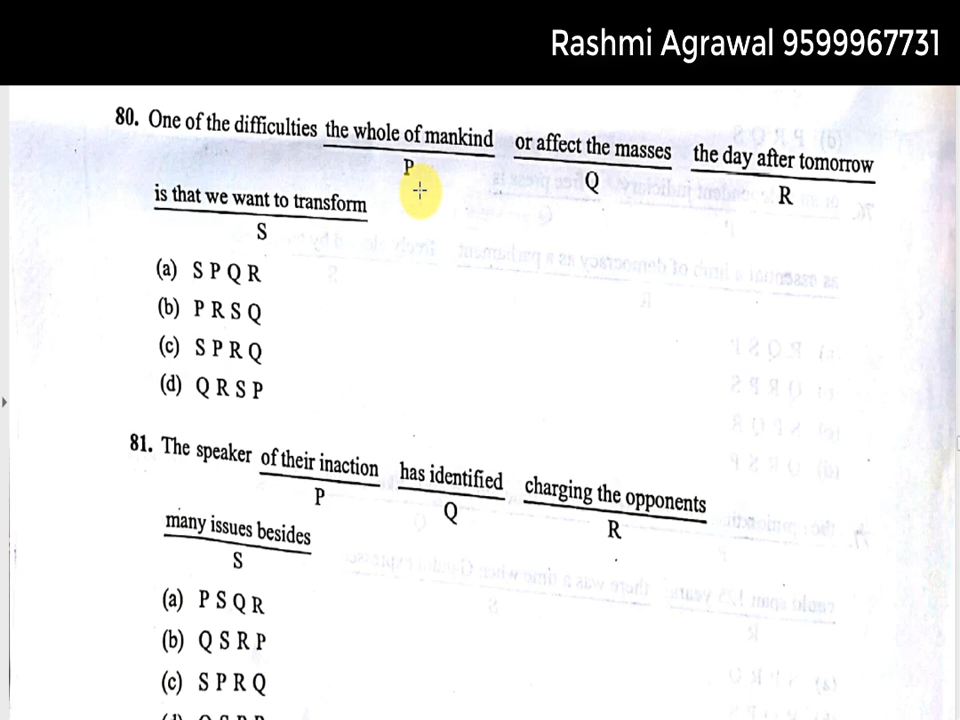 Rashmi Agrawal 9599967731
80. One of the difficulties the whole of mankind or affect the masses the day after tomorrow
P Q R
is that we want to transform
S
(a) S P Q R
(b) P R S Q
(c) S P R Q
(d) Q R S P
81. The speaker of their inaction has identified charging the opponents
P Q R
many issues besides
S
(a) P S Q R
(b) Q S R P
(c) S P R Q